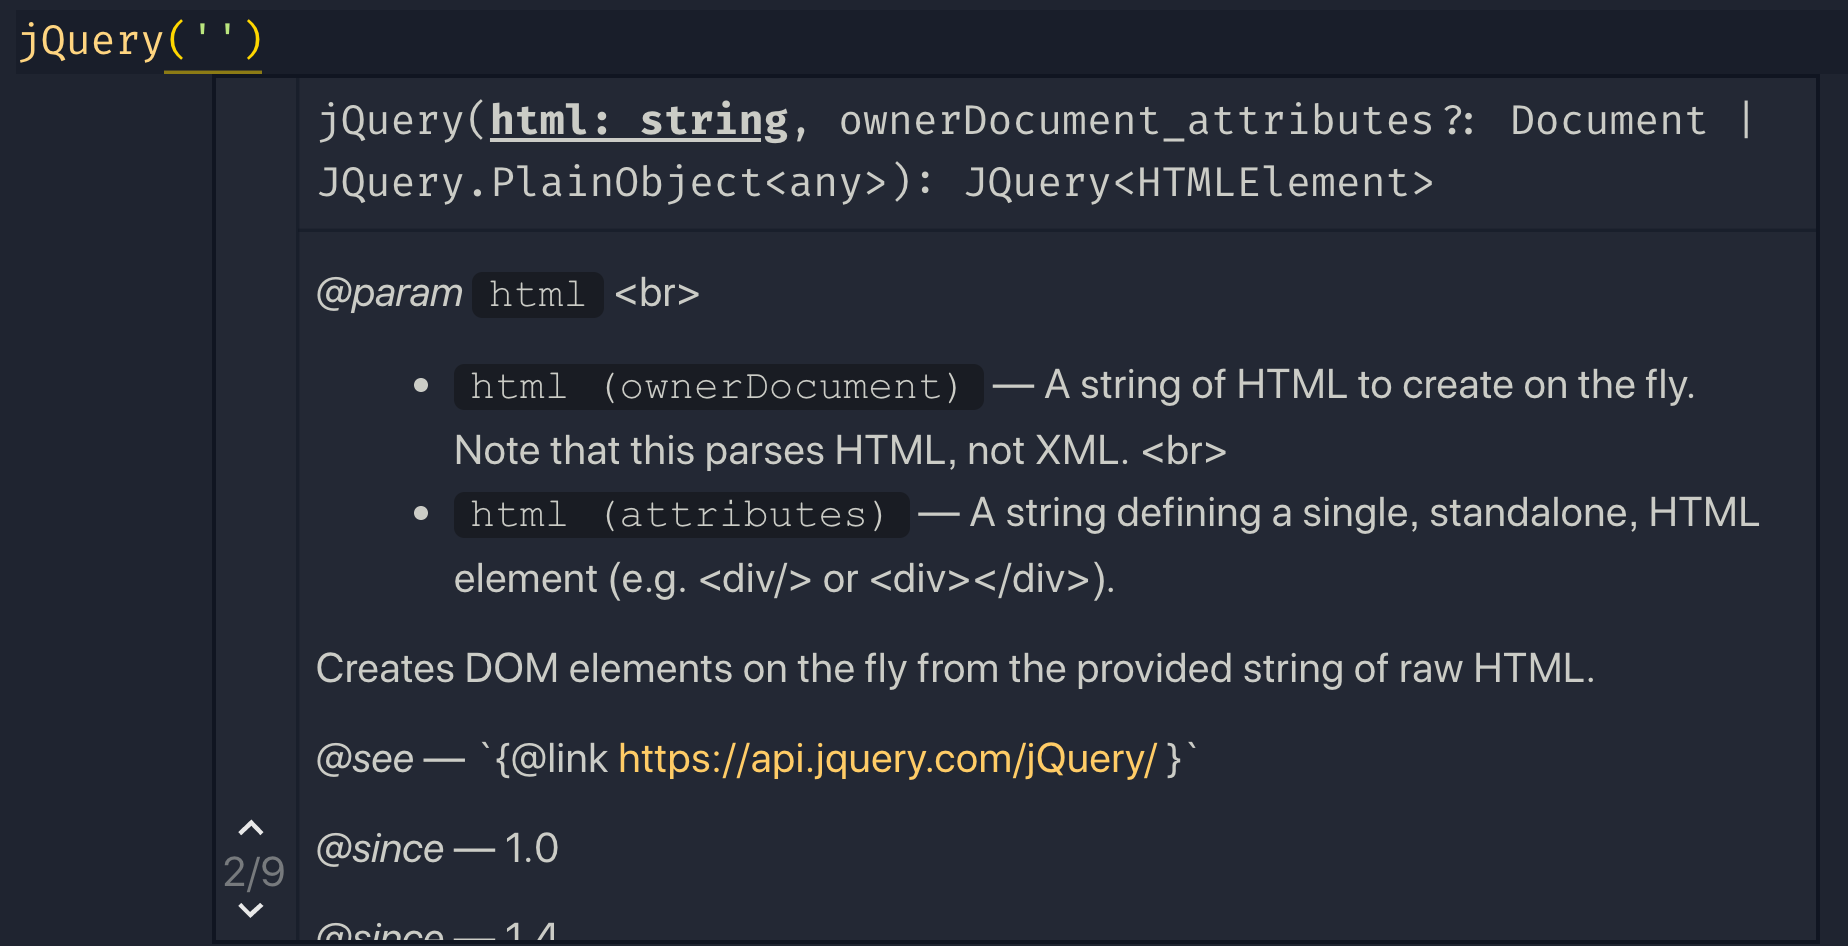 jQuery('')
jQuery(html: string, ownerDocument_attributes?: Document |
JQuery.PlainObject<any>): JQuery<HTMLElement>
@param html <br>
• html (ownerDocument) — A string of HTML to create on the fly.
Note that this parses HTML, not XML. <br>
• html (attributes) — A string defining a single, standalone, HTML
element (e.g. <div/> or <div></div>).
Creates DOM elements on the fly from the provided string of raw HTML.
@see — `{@link https://api.jquery.com/jQuery/ }`
@since — 1.0
2/9
@since — 1.4